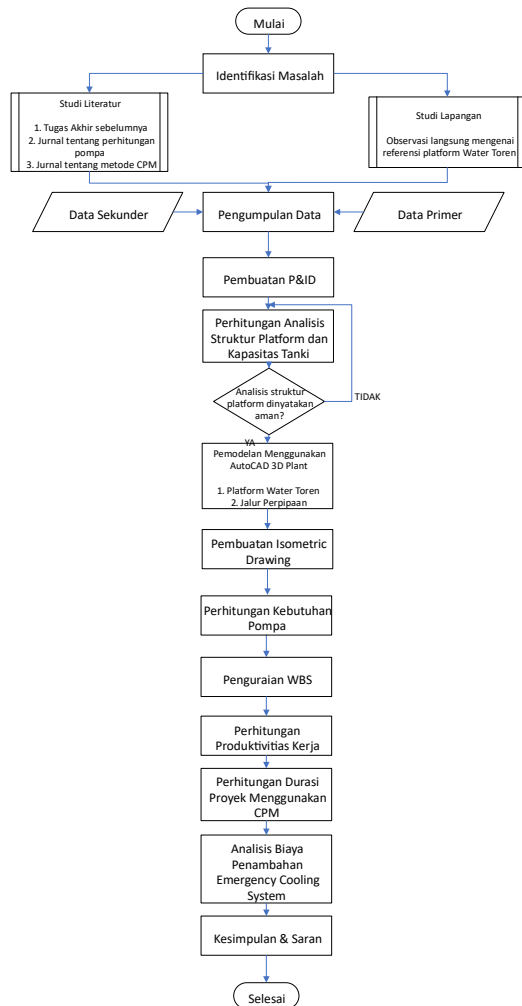 Mulai
Identifikasi Masalah
Studi Literatur
1. Tugas Akhir sebelumnya
2. Jurnal tentang perhitungan
pompa
3. Jurnal tentang metode CPM
Studi Lapangan
Observasi langsung mengenai
referensi platform Water Toren
Data Sekunder
Pengumpulan Data
Data Primer
Pembuatan P&ID
Perhitungan Analisis
Struktur Platform dan
Kapasitas Tanki
Analisis struktur
platform dinyatakan
aman?
TIDAK
YA
Pemodelan Menggunakan
AutoCAD 3D Plant
1. Platform Water Toren
2. Jalur Perpipaan
Pembuatan Isometric
Drawing
Perhitungan Kebutuhan
Pompa
Penguraian WBS
Perhitungan
Produktivitias Kerja
Perhitungan Durasi
Proyek Menggunakan
CPM
Analisis Biaya
Penambahan
Emergency Cooling
System
Kesimpulan & Saran
Selesai